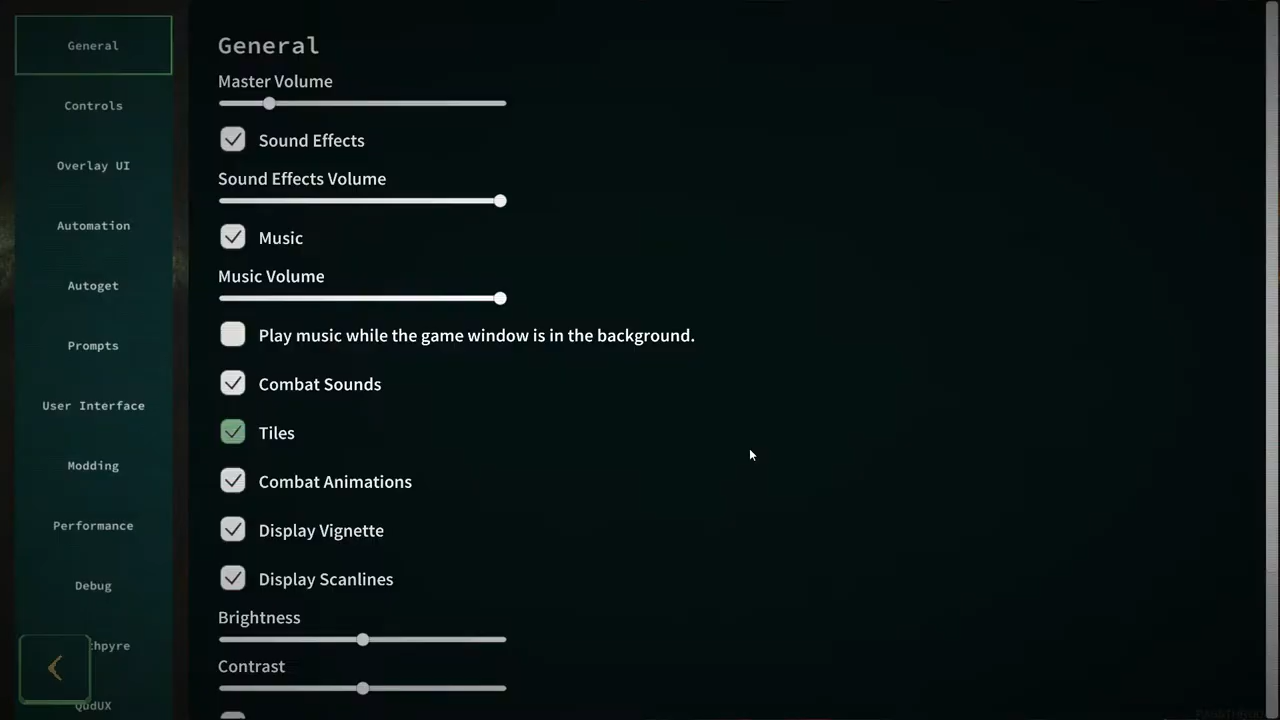 General
Controls
Overlay UI
Automation
Autoget
Prompts
User Interface
Modding
Performance
Debug
hpyre
QudUX
General
Master Volume
Sound Effects
Sound Effects Volume
Music
Music Volume
Play music while the game window is in the background.
Combat Sounds
Tiles
Combat Animations
Display Vignette
Display Scanlines
Brightness
Contrast